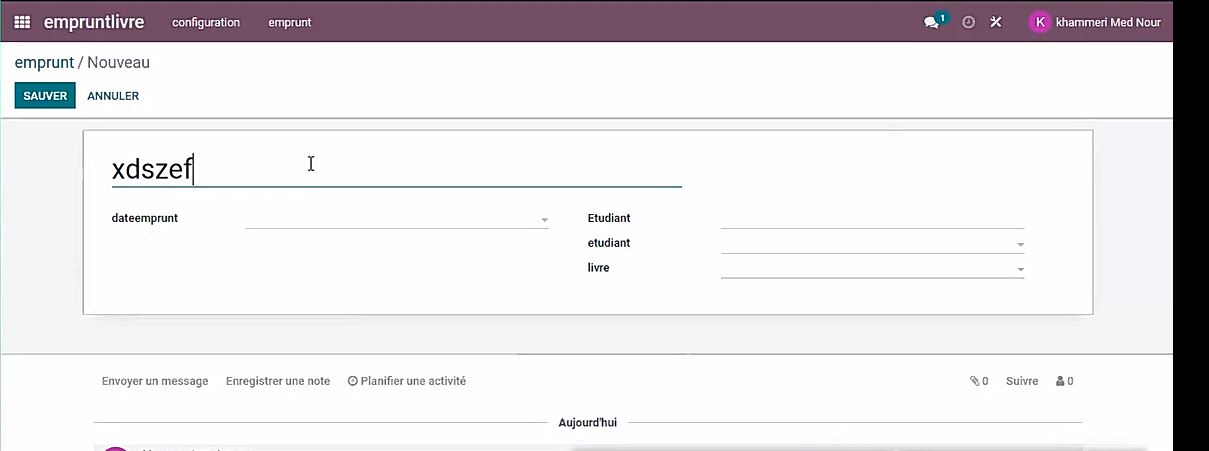 empruntlivre configuration emprunt 1 K khammeri Med Nour
emprunt / Nouveau
SAUVER ANNULER
xdszef
dateemprunt Etudiant
etudiant
livre
Envoyer un message Enregistrer une note Planifier une activité 0 Suivre 0
Aujourd'hui